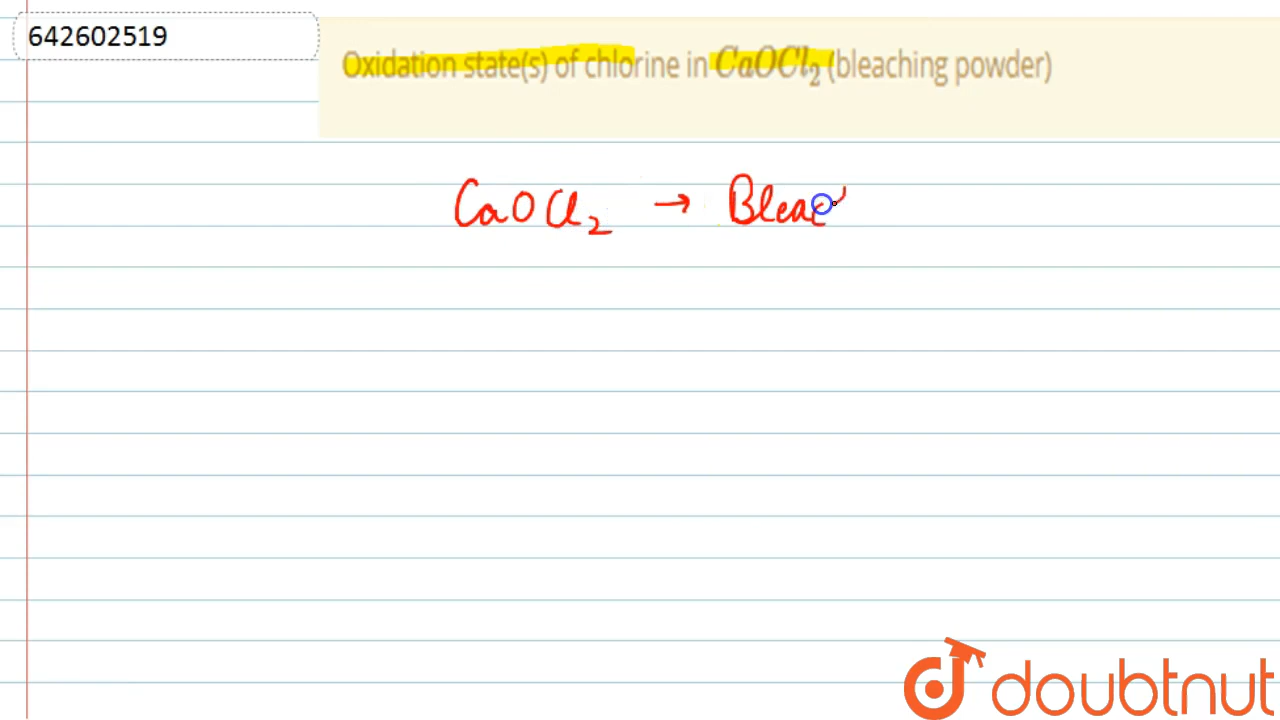 642602519
Oxidation state(s) of chlorine in CaOCl₂ (bleaching powder)
CaOCl₂ → Bleac
doubtnut